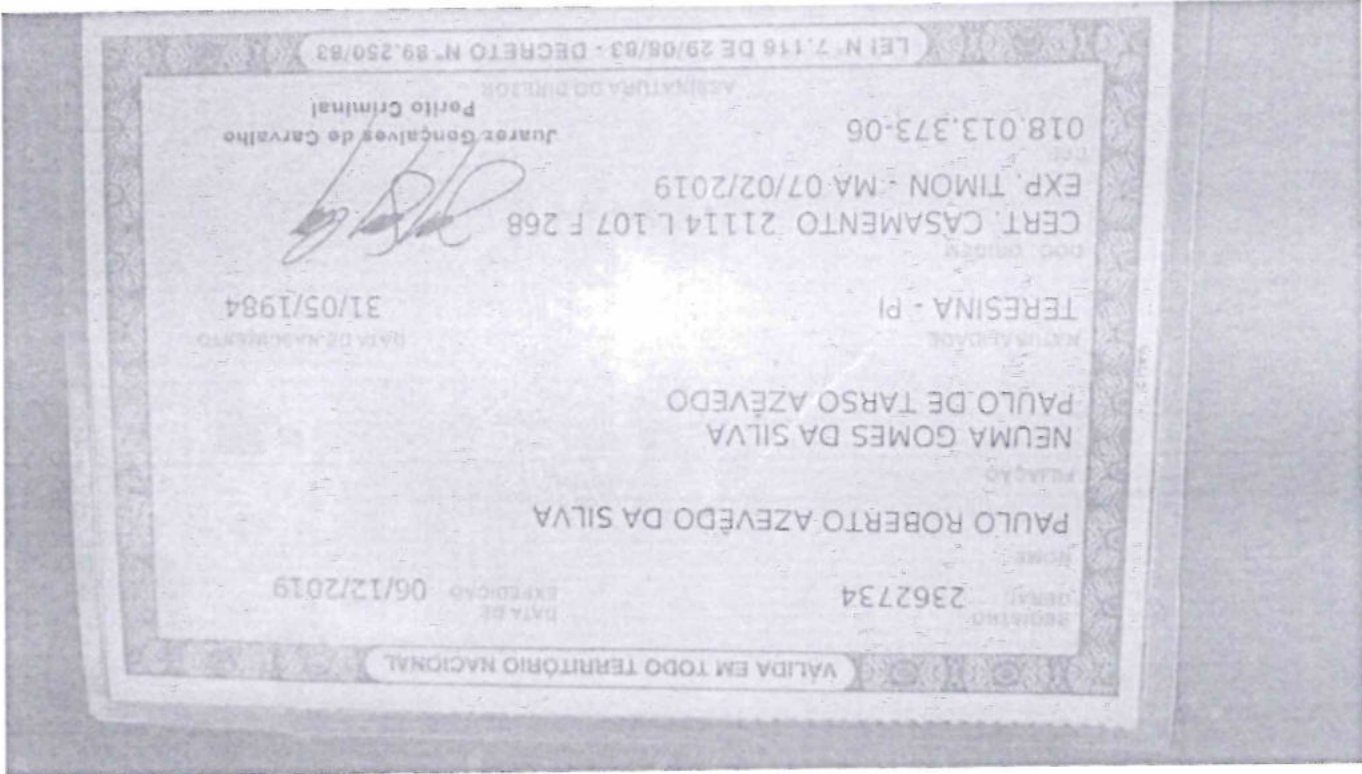 VÁLIDA EM TODO TERRITÓRIO NACIONAL
REGISTRO GERAL 2362734 DATA DE EXPEDIÇÃO 06/12/2019
NOME
PAULO ROBERTO AZEVÊDO DA SILVA
FILIAÇÃO
NEUMA GOMES DA SILVA
PAULO DE TARSO AZEVÊDO
NATURALIDADE DATA DE NASCIMENTO
TERESINA - PI 31/05/1984
DOC. ORIGEM
CERT. CASAMENTO 21114 L 107 F 268
EXP. TIMON - MA 07/02/2019
CPF
018.013.373-06
Juarez Gonçalves de Carvalho
Perito Criminal
ASSINATURA DO DIRETOR
LEI Nº 7.116 DE 29/08/83 - DECRETO Nº 89.250/83